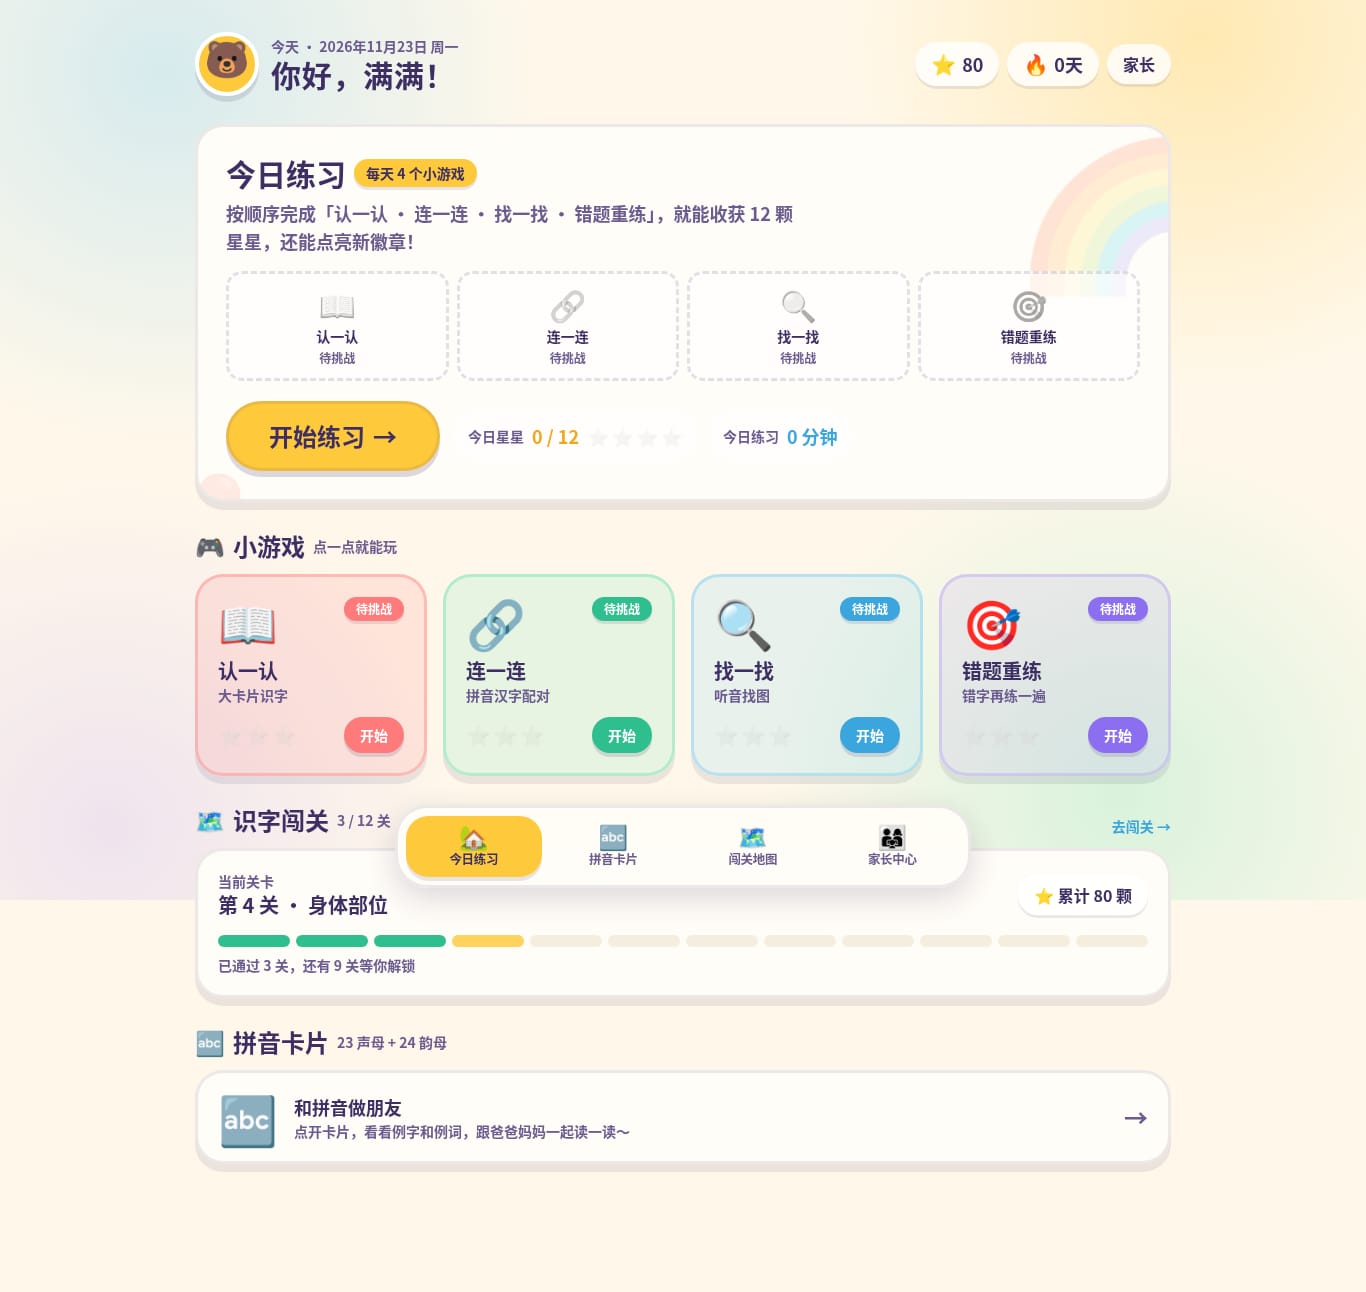 今天 · 2026年11月23日 周一
你好，满满！
80
0天
家长
今日练习 每天 4 个小游戏
按顺序完成「认一认 · 连一连 · 找一找 · 错题重练」，就能收获 12 颗
星星，还能点亮新徽章！
认一认
待挑战
连一连
待挑战
找一找
待挑战
错题重练
待挑战
开始练习 →
今日星星 0 / 12
今日练习 0 分钟
小游戏 点一点就能玩
待挑战
认一认
大卡片识字
开始
待挑战
连一连
拼音汉字配对
开始
待挑战
找一找
听音找图
开始
待挑战
错题重练
错字再练一遍
开始
识字闯关 3 / 12 关
去闯关 →
今日练习
abc
拼音卡片
闯关地图
家长中心
当前关卡
第 4 关 · 身体部位
累计 80 颗
已通过 3 关，还有 9 关等你解锁
abc 拼音卡片 23 声母 + 24 韵母
abc
和拼音做朋友
点开卡片，看看例字和例词，跟爸爸妈妈一起读一读～
→